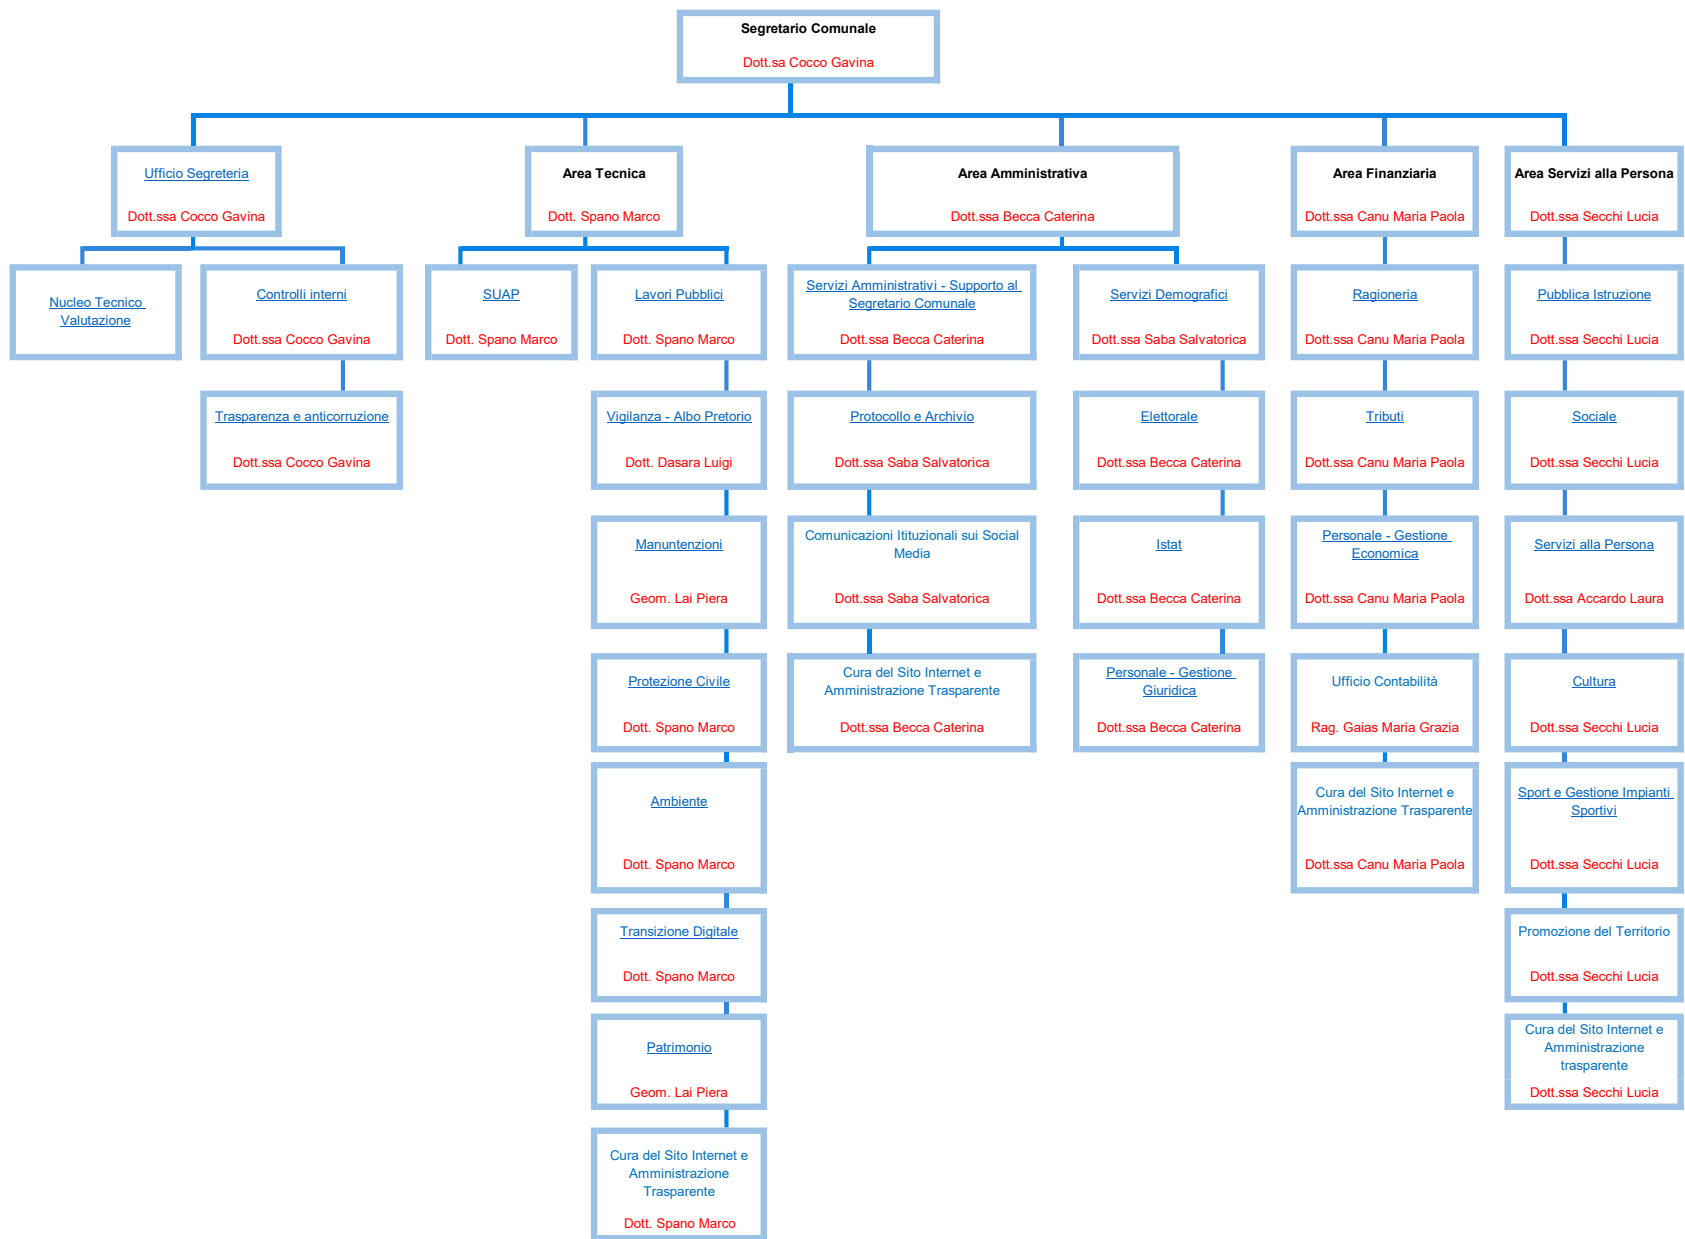 Segretario Comunale
Dott.sa Cocco Gavina
Ufficio Segreteria
Dott.ssa Cocco Gavina
Area Tecnica
Dott. Spano Marco
Area Amministrativa
Dott.ssa Becca Caterina
Area Finanziaria
Dott.ssa Canu Maria Paola
Area Servizi alla Persona
Dott.ssa Secchi Lucia
Nucleo Tecnico
Valutazione
Controlli interni
Dott.ssa Cocco Gavina
SUAP
Dott. Spano Marco
Lavori Pubblici
Dott. Spano Marco
Servizi Amministrativi - Supporto al
Segretario Comunale
Dott.ssa Becca Caterina
Servizi Demografici
Dott.ssa Saba Salvatorica
Ragioneria
Dott.ssa Canu Maria Paola
Pubblica Istruzione
Dott.ssa Secchi Lucia
Trasparenza e anticorruzione
Dott.ssa Cocco Gavina
Vigilanza - Albo Pretorio
Dott. Dasara Luigi
Protocollo e Archivio
Dott.ssa Saba Salvatorica
Elettorale
Dott.ssa Becca Caterina
Tributi
Dott.ssa Canu Maria Paola
Sociale
Dott.ssa Secchi Lucia
Manuntenzioni
Geom. Lai Piera
Comunicazioni Itituzionali sui Social
Media
Dott.ssa Saba Salvatorica
Istat
Dott.ssa Becca Caterina
Personale - Gestione
Economica
Dott.ssa Canu Maria Paola
Servizi alla Persona
Dott.ssa Accardo Laura
Protezione Civile
Dott. Spano Marco
Cura del Sito Internet e
Amministrazione Trasparente
Dott.ssa Becca Caterina
Personale - Gestione
Giuridica
Dott.ssa Becca Caterina
Ufficio Contabilità
Rag. Gaias Maria Grazia
Cultura
Dott.ssa Secchi Lucia
Ambiente
Dott. Spano Marco
Cura del Sito Internet e
Amministrazione Trasparente
Dott.ssa Canu Maria Paola
Sport e Gestione Impianti
Sportivi
Dott.ssa Secchi Lucia
Transizione Digitale
Dott. Spano Marco
Promozione del Territorio
Dott.ssa Secchi Lucia
Patrimonio
Geom. Lai Piera
Cura del Sito Internet e
Amministrazione
trasparente
Dott.ssa Secchi Lucia
Cura del Sito Internet e
Amministrazione
Trasparente
Dott. Spano Marco